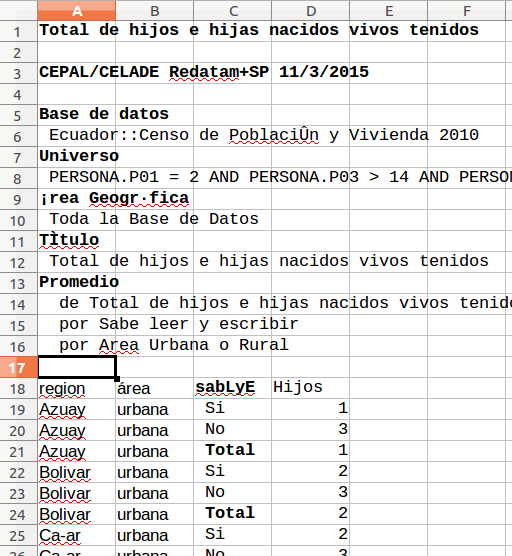 A B C D E F
1 Total de hijos e hijas nacidos vivos tenidos
2
3 CEPAL/CELADE Redatam+SP 11/3/2015
4
5 Base de datos
6 Ecuador::Censo de PoblaciÛn y Vivienda 2010
7 Universo
8 PERSONA.P01 = 2 AND PERSONA.P03 > 14 AND PERSON
9 ¡rea Geogr·fica
10 Toda la Base de Datos
11 TÌtulo
12 Total de hijos e hijas nacidos vivos tenidos
13 Promedio
14 de Total de hijos e hijas nacidos vivos tenido
15 por Sabe leer y escribir
16 por Area Urbana o Rural
17
18 region área sabLyE Hijos
19 Azuay urbana Si 1
20 Azuay urbana No 3
21 Azuay urbana Total 1
22 Bolivar urbana Si 2
23 Bolivar urbana No 3
24 Bolivar urbana Total 2
25 Ca-ar urbana Si 2
26 Ca-ar urbana No 3